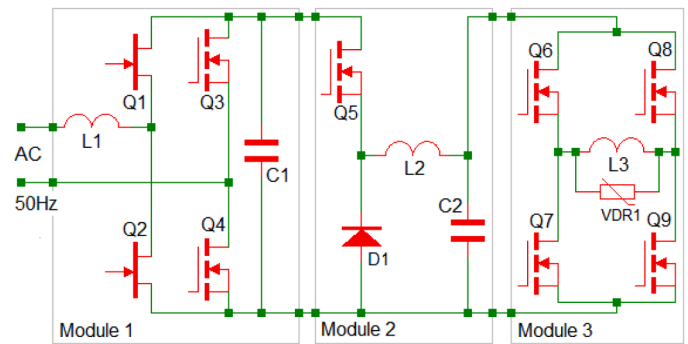 Q1
Q3
Q5
Q6
Q8
L1
AC
C1
L2
L3
50Hz
VDR1
Q2
Q4
C2
Q7
Q9
D1
Module 1
Module 2
Module 3